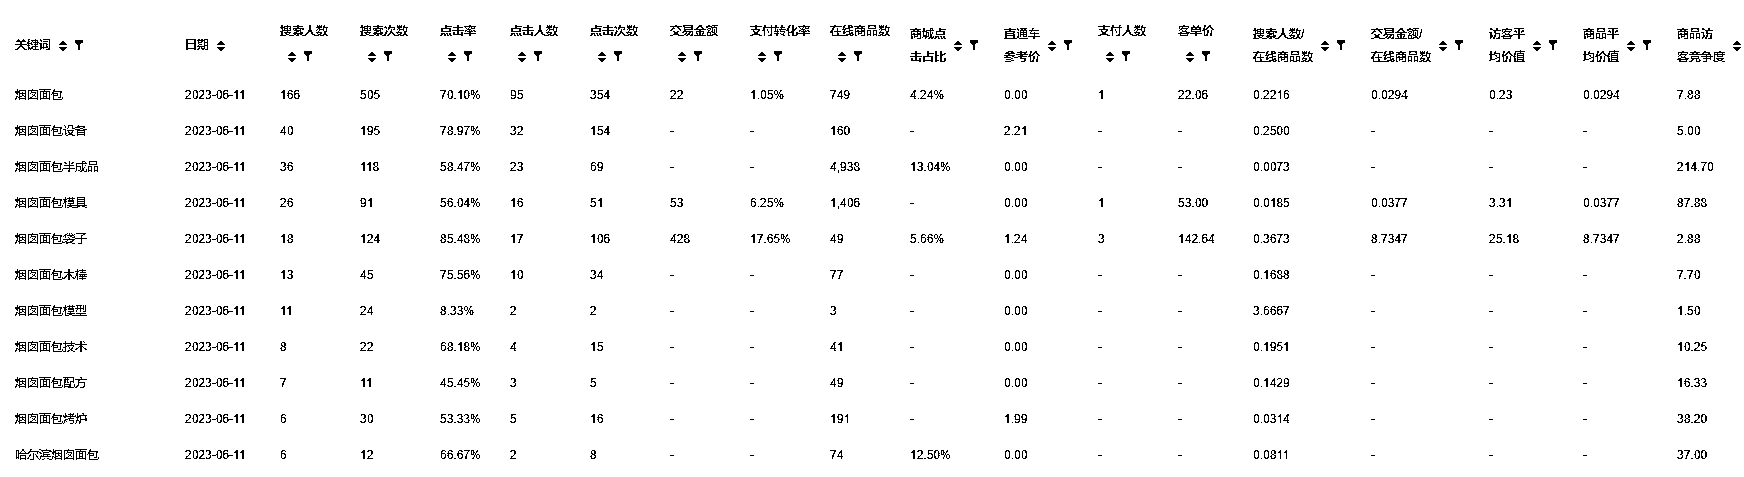 关键词 日期 搜索人数 搜索次数 点击率 点击人数 点击次数 交易金额 支付转化率 在线商品数 商城点击占比 直通车参考价 支付人数 客单价 搜索人数/在线商品数 交易金额/在线商品数 访客平均价值 商品平均价值 商品访客竞争度
烟囱面包 2023-06-11 166 505 70.10% 95 354 22 1.05% 749 4.24% 0.00 1 22.06 0.2216 0.0294 0.23 0.0294 7.88
烟囱面包设备 2023-06-11 40 195 78.97% 32 154 - - 160 - 2.21 - - 0.2500 - - - 5.00
烟囱面包半成品 2023-06-11 36 118 58.47% 23 69 - - 4,938 13.04% 0.00 - - 0.0073 - - - 214.70
烟囱面包模具 2023-06-11 26 91 56.04% 16 51 53 6.25% 1,406 - 0.00 1 53.00 0.0185 0.0377 3.31 0.0377 87.88
烟囱面包袋子 2023-06-11 18 124 85.48% 17 106 428 17.65% 49 5.66% 1.24 3 142.64 0.3673 8.7347 25.18 8.7347 2.88
烟囱面包木棒 2023-06-11 13 45 75.56% 10 34 - - 77 - 0.00 - - 0.1688 - - - 7.70
烟囱面包模型 2023-06-11 11 24 8.33% 2 2 - - 3 - 0.00 - - 3.6667 - - - 1.50
烟囱面包技术 2023-06-11 8 22 68.18% 4 15 - - 41 - 0.00 - - 0.1951 - - - 10.25
烟囱面包配方 2023-06-11 7 11 45.45% 3 5 - - 49 - 0.00 - - 0.1429 - - - 16.33
烟囱面包烤炉 2023-06-11 6 30 53.33% 5 16 - - 191 - 1.99 - - 0.0314 - - - 38.20
哈尔滨烟囱面包 2023-06-11 6 12 66.67% 2 8 - - 74 12.50% 0.00 - - 0.0811 - - - 37.00